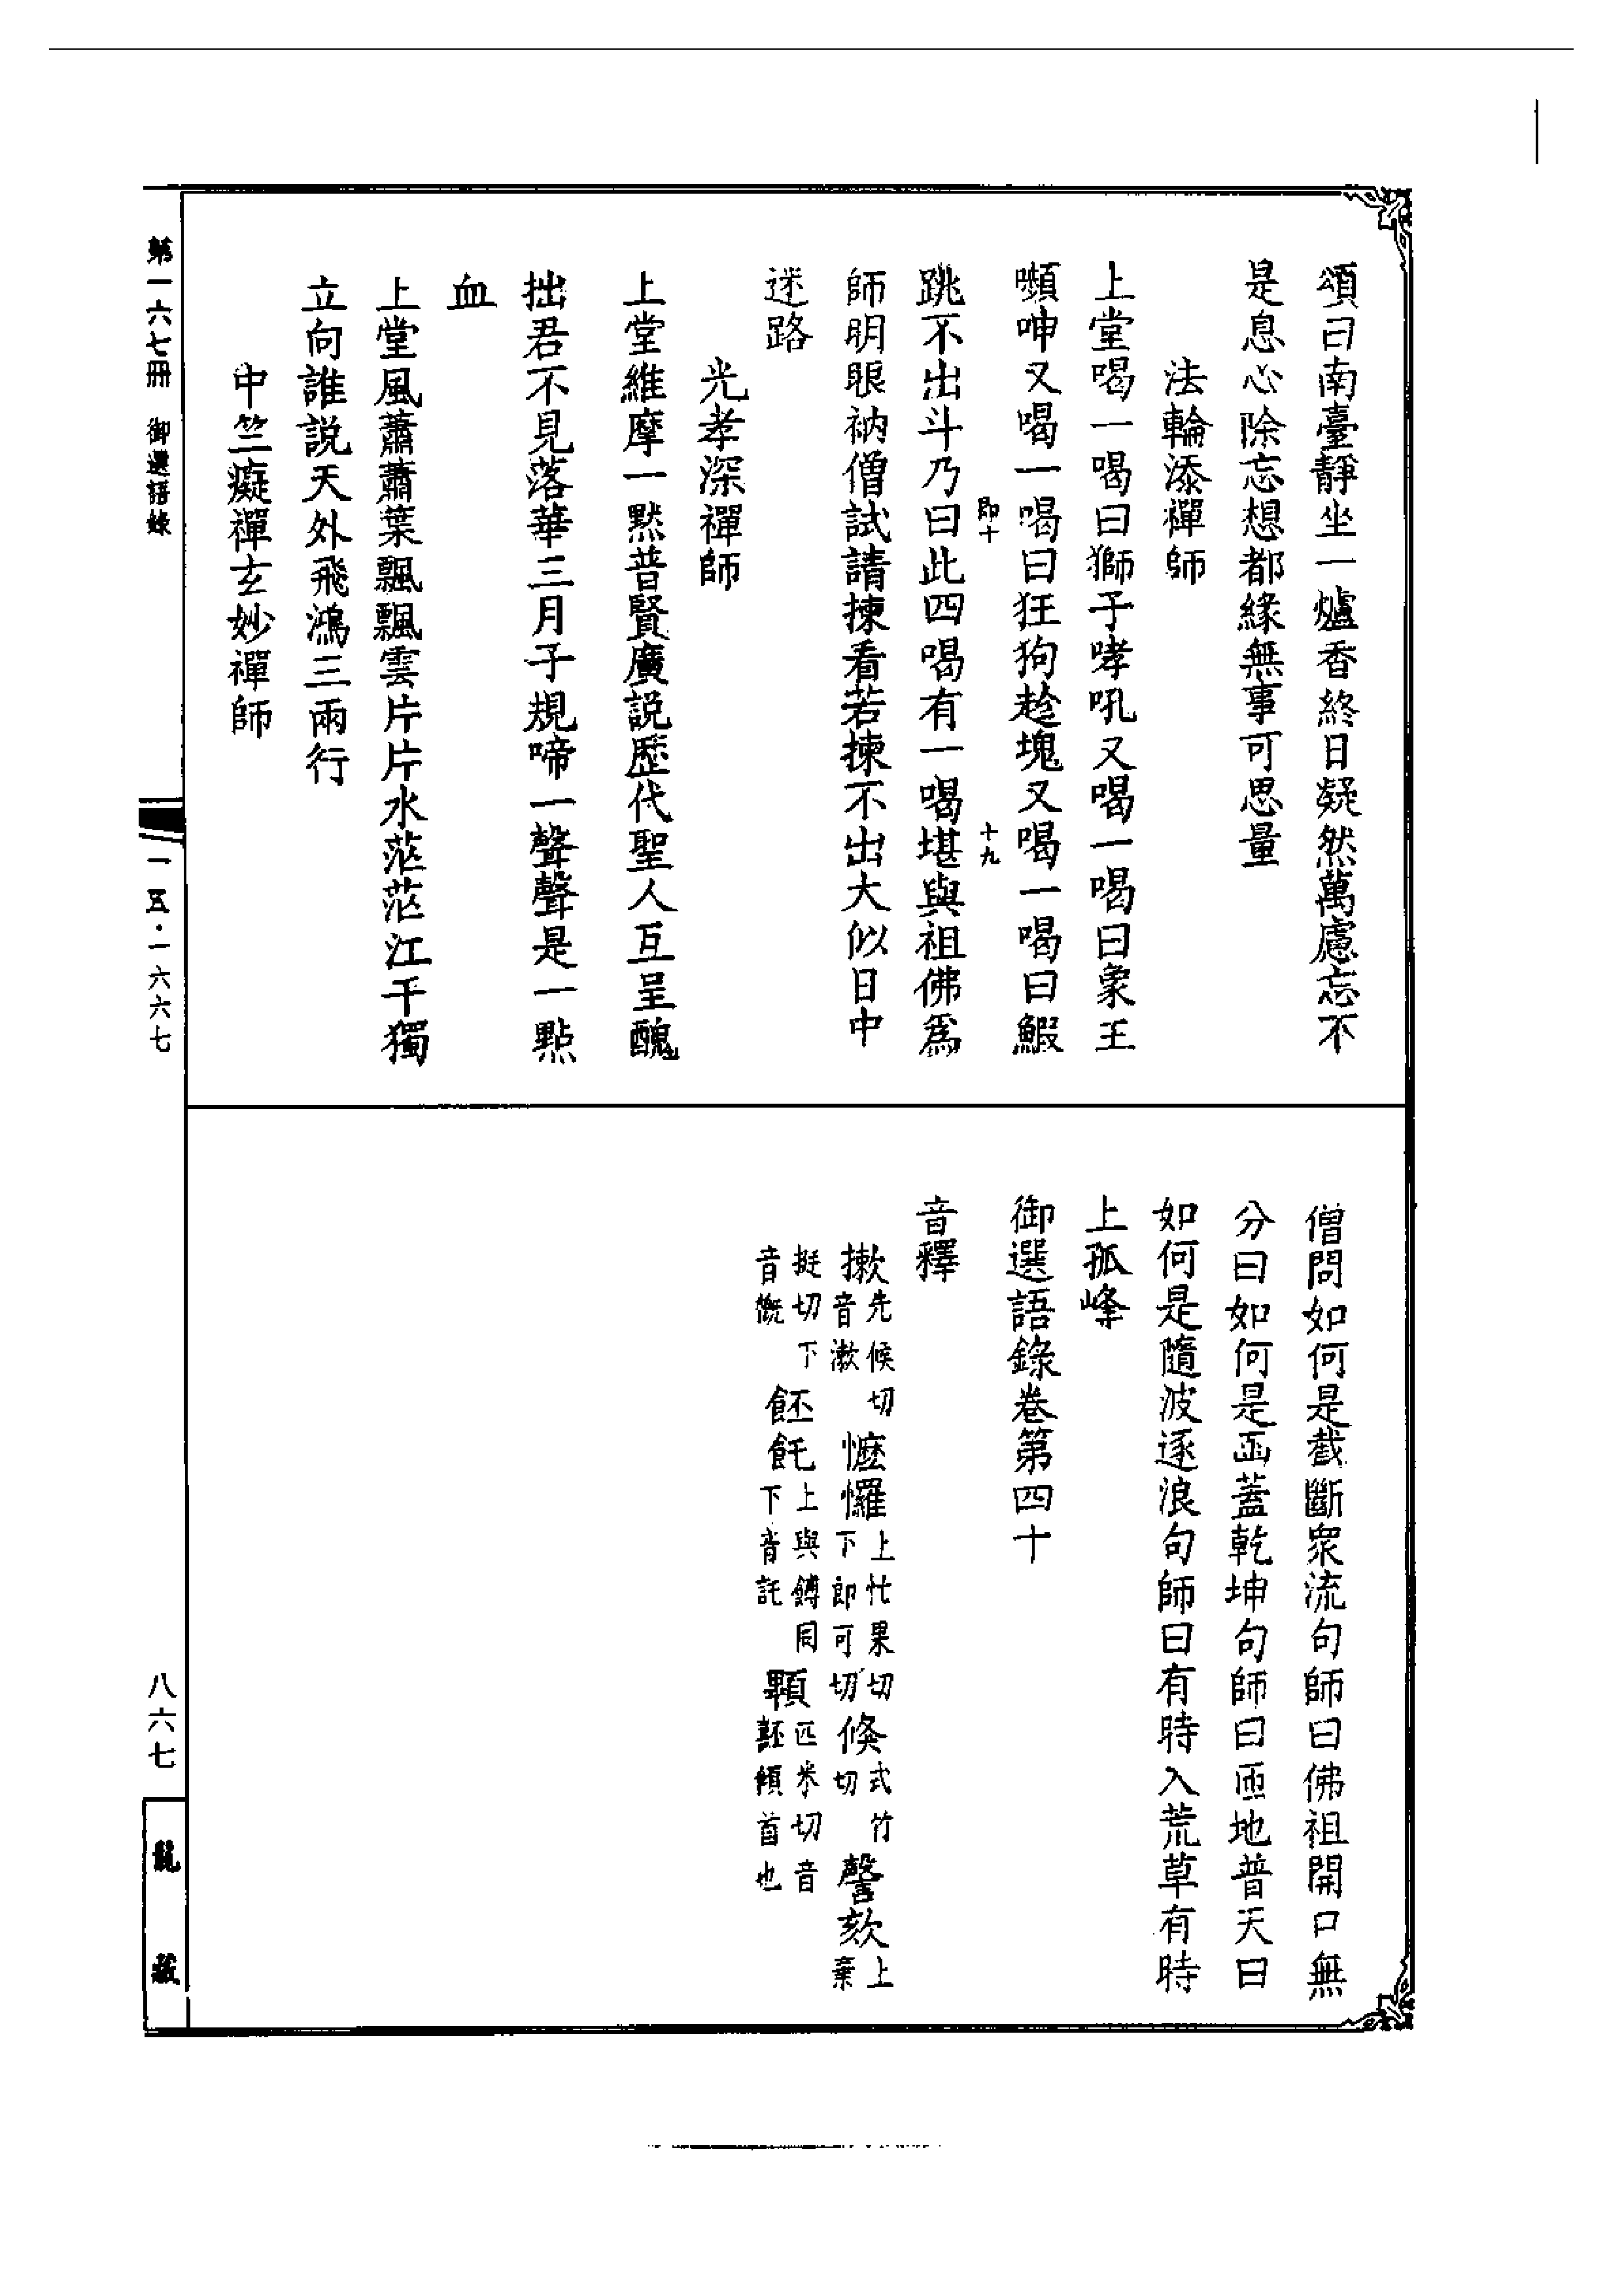 頌曰南臺靜坐一爐香終日凝然萬慮忘不
是息心除忘想都緣無事可思量
法輪添禪師
上堂喝一喝曰獅子哮吼又喝一喝曰象王
嚬呻又喝一喝曰狂狗趂塊又喝一喝曰鰕
即十
十九
跳不出斗乃曰此四喝有一喝堪與祖佛爲
師明眼衲僧試請揀看若揀不出大似日中
迷路
光孝深禪師
上堂維摩一黙普賢廣説歷代聖人互呈醜
拙君不見落華三月子規啼一聲聲是一㸃
血
上堂風蕭蕭葉飄飄雲片片水茫茫江干獨
立向誰説天外飛鴻三兩行
中竺癡禪玄妙禪師
僧問如何是截斷衆流句師曰佛祖開口無
分曰如何是函蓋乾坤句師曰匝地普天曰
如何是隨波逐浪句師曰有時入荒草有時
上孤峰
御選語錄卷第四十
音釋
摗先候切音潄 㦬㦬上忙果切下郎可切 倏式竹切 謦欬上棄
挺切下音慨 䬩飥上與餺同下音託 顆匹米切音㔻傾首也
第一六七冊 御選語錄
一五·一六六七
八六七
龍藏